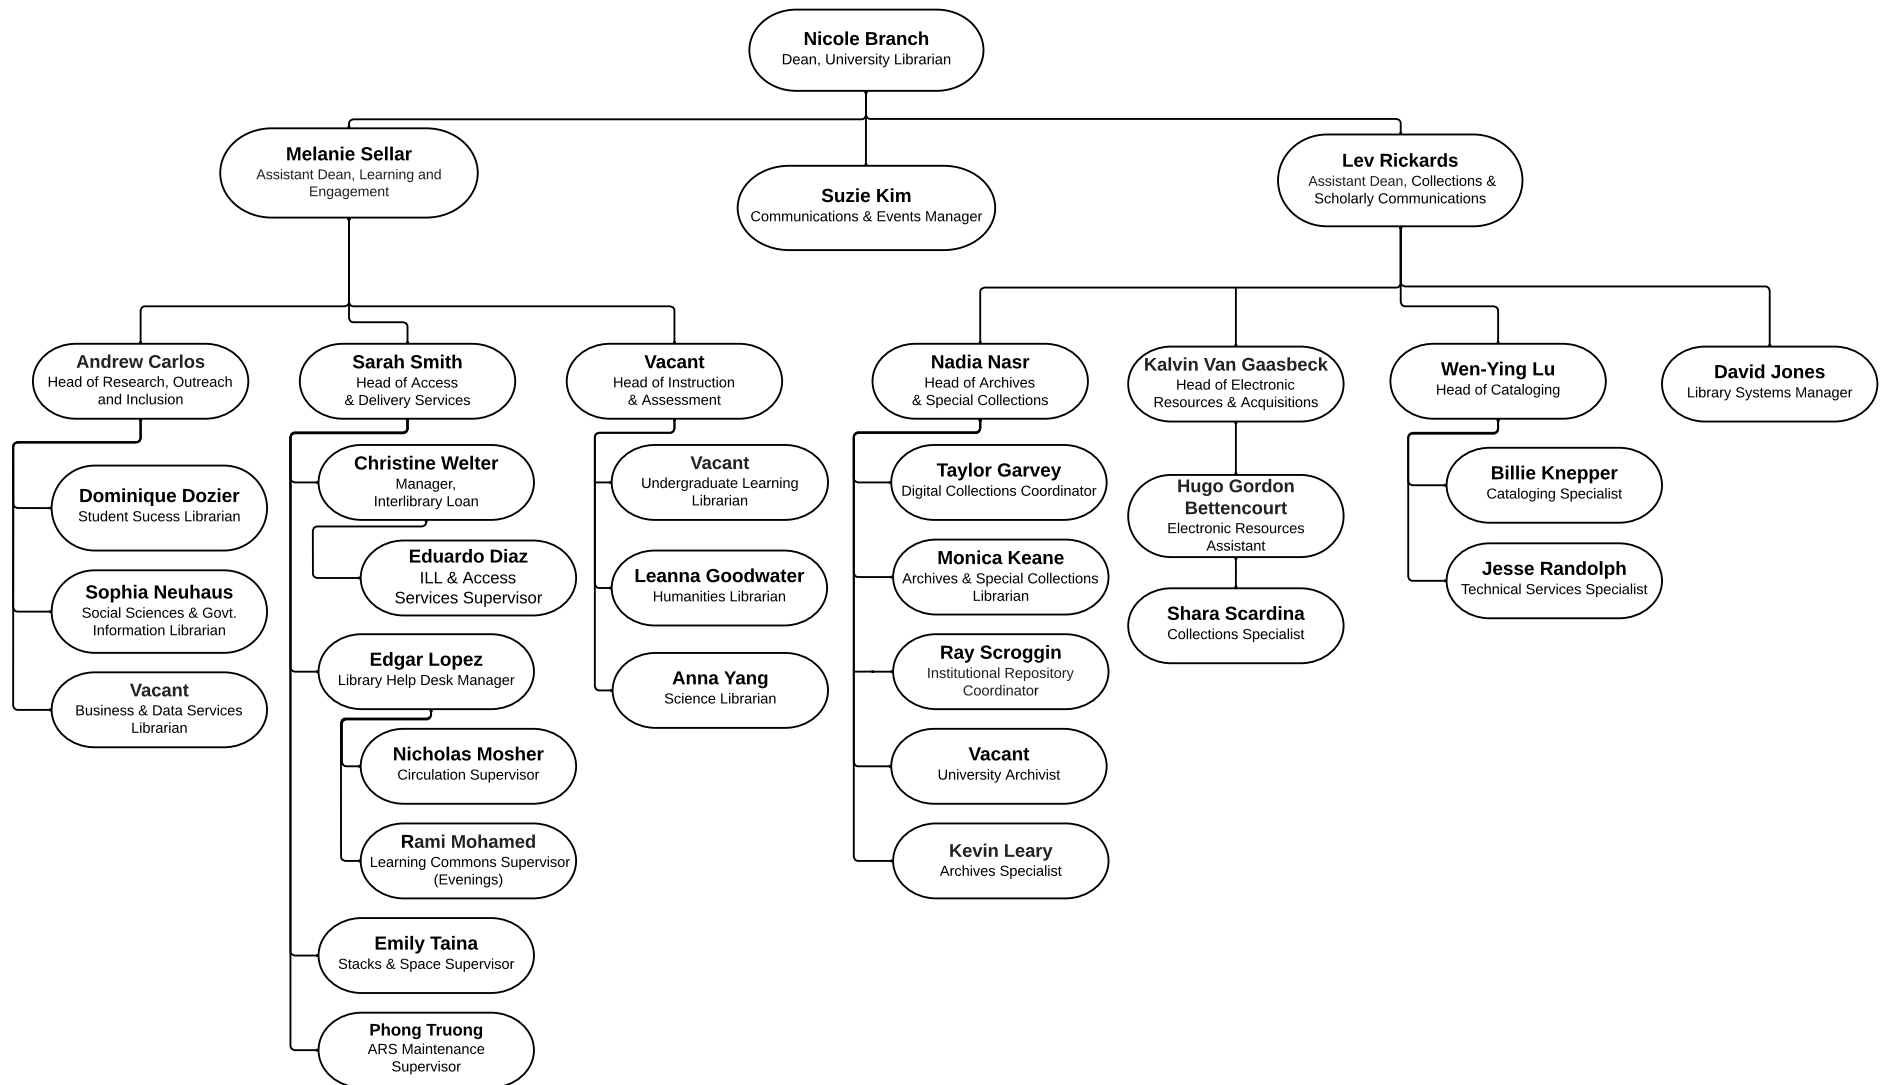 Nicole Branch
Dean, University Librarian
Melanie Sellar
Assistant Dean, Learning and
Engagement
Suzie Kim
Communications & Events Manager
Lev Rickards
Assistant Dean, Collections &
Scholarly Communications
Andrew Carlos
Head of Research, Outreach
and Inclusion
Dominique Dozier
Student Sucess Librarian
Sophia Neuhaus
Social Sciences & Govt.
Information Librarian
Vacant
Business & Data Services
Librarian
Sarah Smith
Head of Access
& Delivery Services
Christine Welter
Manager,
Interlibrary Loan
Eduardo Diaz
ILL & Access
Services Supervisor
Edgar Lopez
Library Help Desk Manager
Nicholas Mosher
Circulation Supervisor
Rami Mohamed
Learning Commons Supervisor
(Evenings)
Emily Taina
Stacks & Space Supervisor
Phong Truong
ARS Maintenance
Supervisor
Vacant
Head of Instruction
& Assessment
Vacant
Undergraduate Learning
Librarian
Leanna Goodwater
Humanities Librarian
Anna Yang
Science Librarian
Nadia Nasr
Head of Archives
& Special Collections
Taylor Garvey
Digital Collections Coordinator
Monica Keane
Archives & Special Collections
Librarian
Ray Scroggin
Institutional Repository
Coordinator
Vacant
University Archivist
Kevin Leary
Archives Specialist
Kalvin Van Gaasbeck
Head of Electronic
Resources & Acquisitions
Hugo Gordon
Bettencourt
Electronic Resources
Assistant
Shara Scardina
Collections Specialist
Wen-Ying Lu
Head of Cataloging
Billie Knepper
Cataloging Specialist
Jesse Randolph
Technical Services Specialist
David Jones
Library Systems Manager